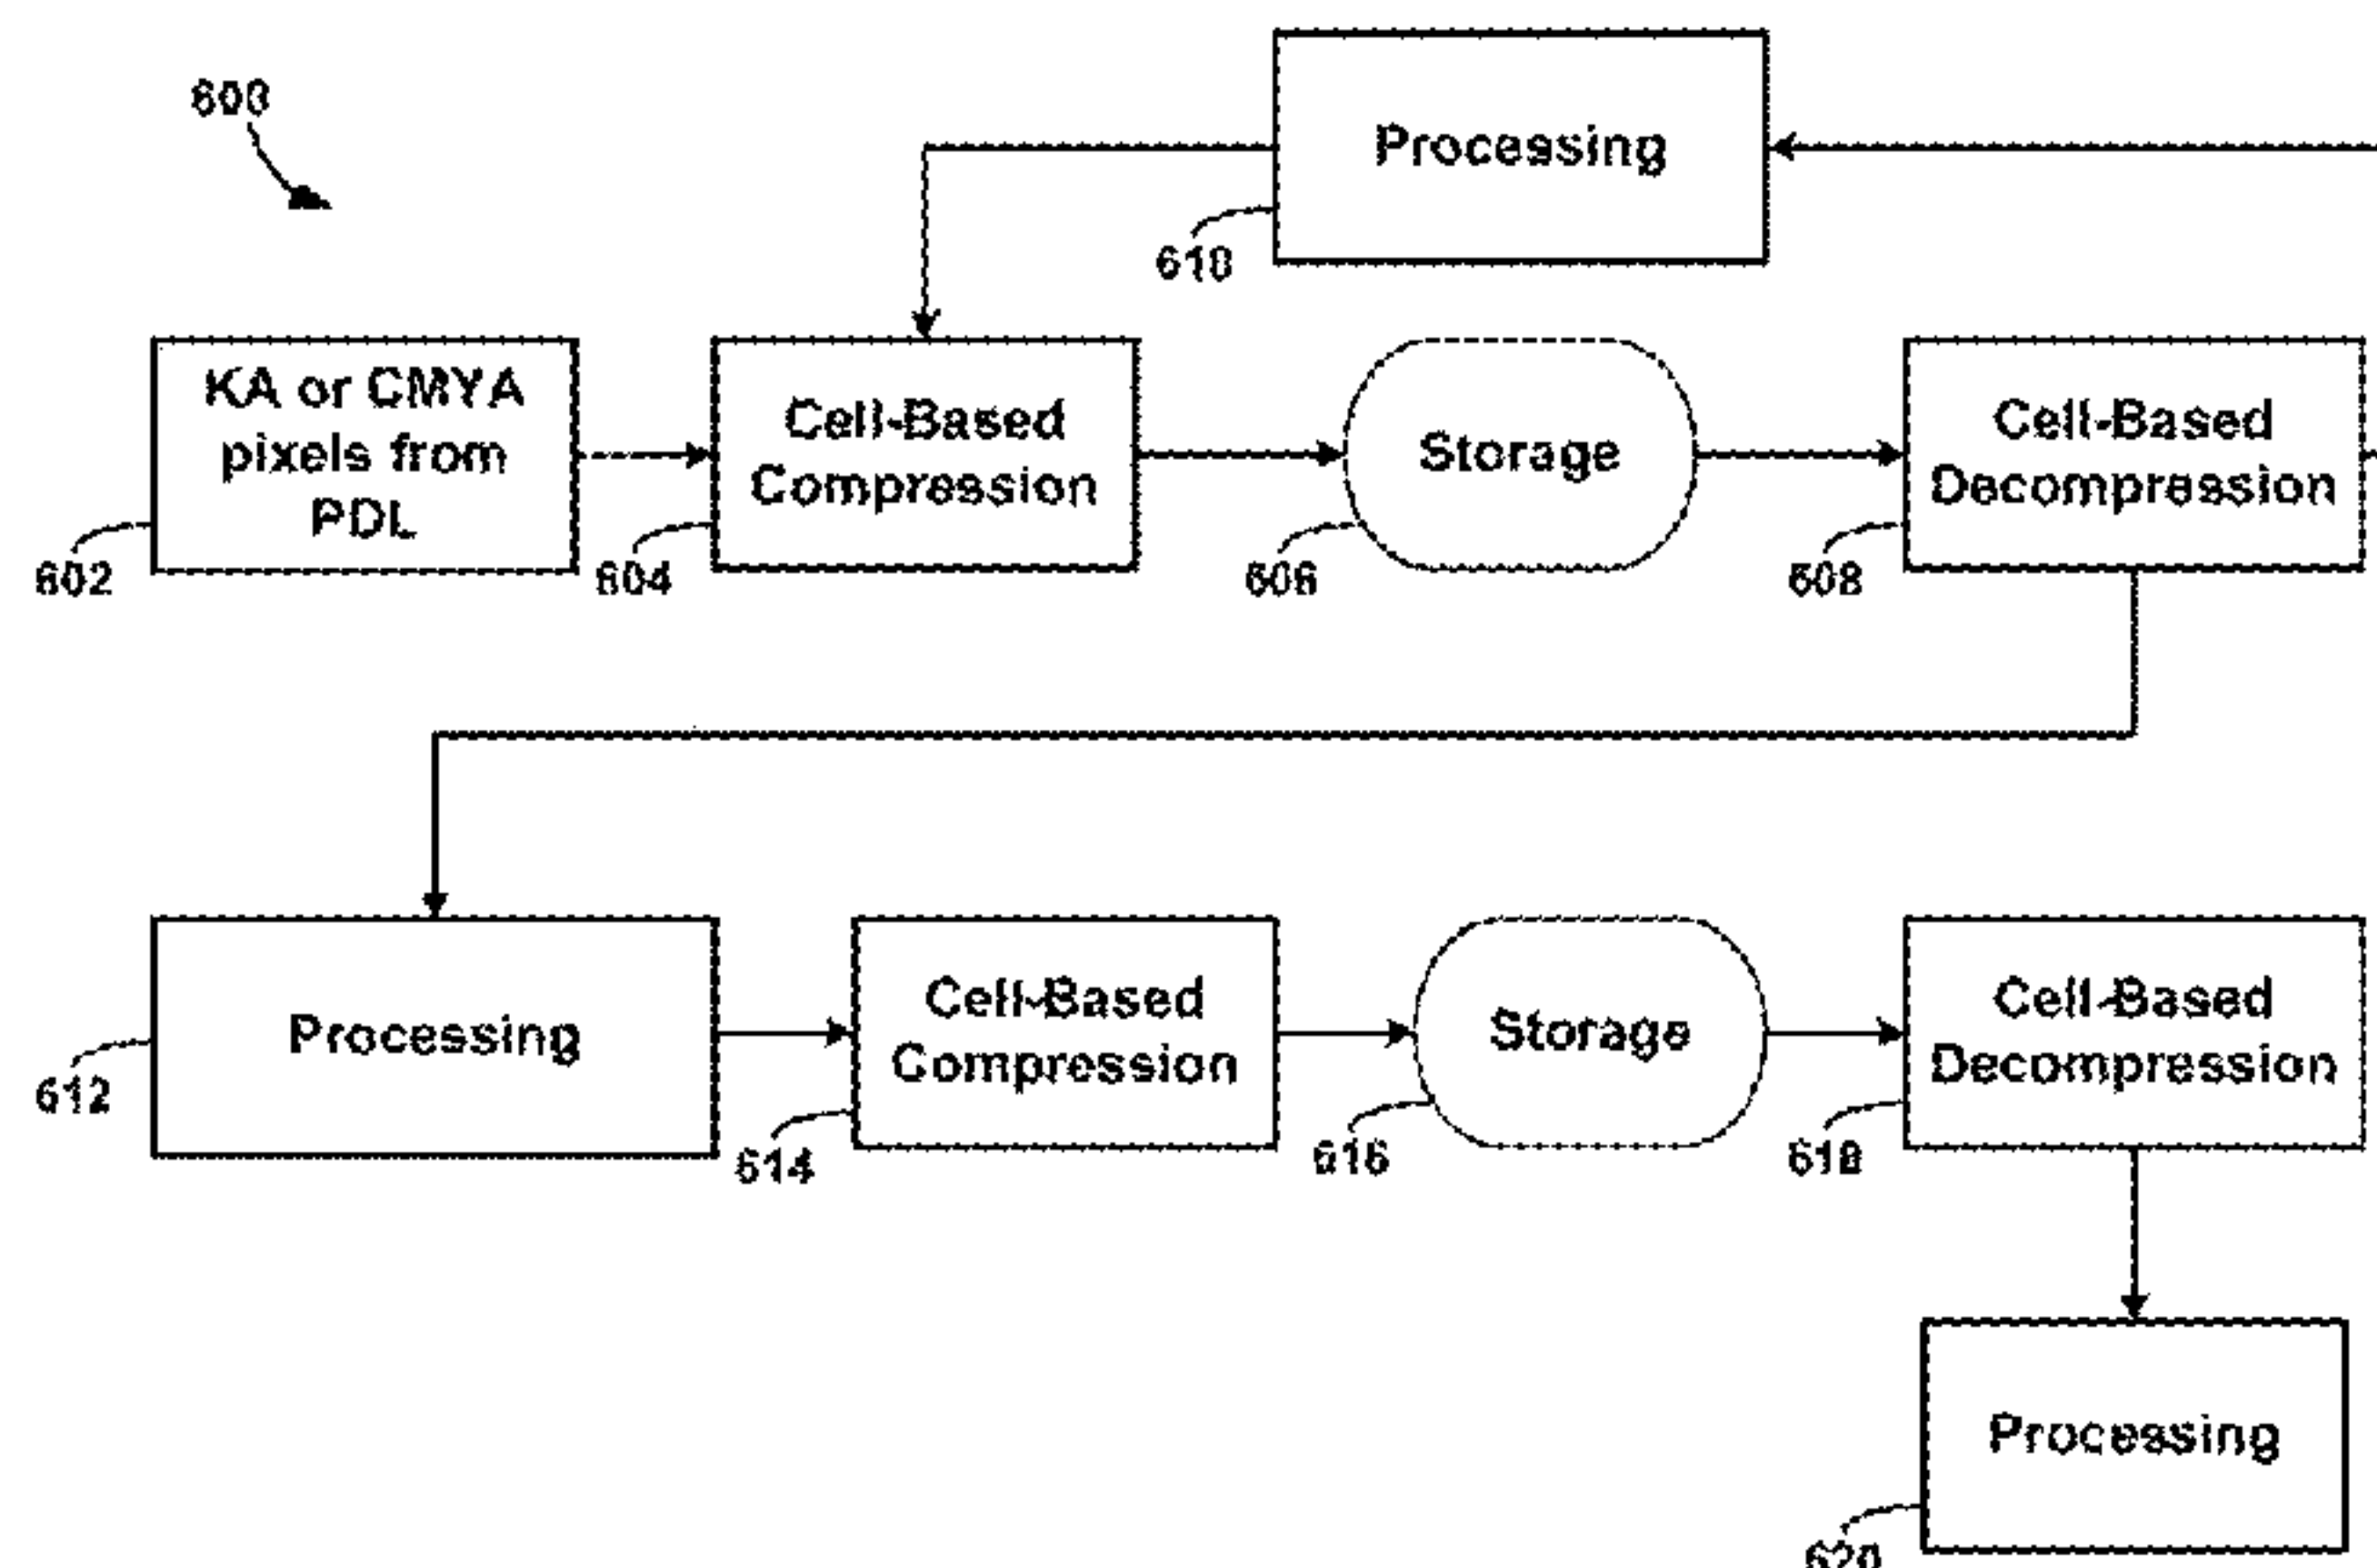 600
Processing
610
KA or CMYA
pixels from
PDL
602
Cell-Based
Compression
604
Storage
606
Cell-Based
Decompression
608
Processing
612
Cell-Based
Compression
614
Storage
616
Cell-Based
Decompression
618
Processing
620